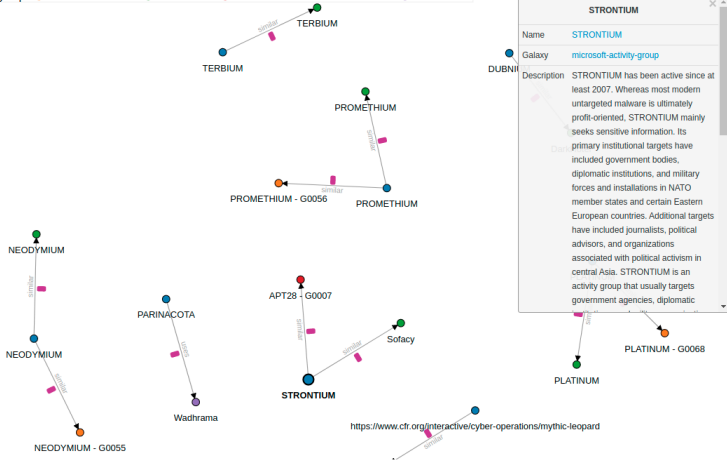 similar
TERBIUM
TERBIUM
PROMETHIUM
similar
similar
PROMETHIUM - G0056
PROMETHIUM
NEODYMIUM
similar
NEODYMIUM
similar
NEODYMIUM - G0055
PARINACOTA
uses
Wadhrama
APT28 - G0007
similar
similar
Sofacy
STRONTIUM
https://www.cfr.org/interactive/cyber-operations/mythic-leopard
similar
PLATINUM - G0068
PLATINUM
STRONTIUM
×
Name STRONTIUM
Galaxy microsoft-activity-group
Description STRONTIUM has been active since at
least 2007. Whereas most modern
untargeted malware is ultimately
profit-oriented, STRONTIUM mainly
seeks sensitive information. Its
primary institutional targets have
included government bodies,
diplomatic institutions, and military
forces and installations in NATO
member states and certain Eastern
European countries. Additional targets
have included journalists, political
advisors, and organizations
associated with political activism in
central Asia. STRONTIUM is an
activity group that usually targets
government agencies, diplomatic